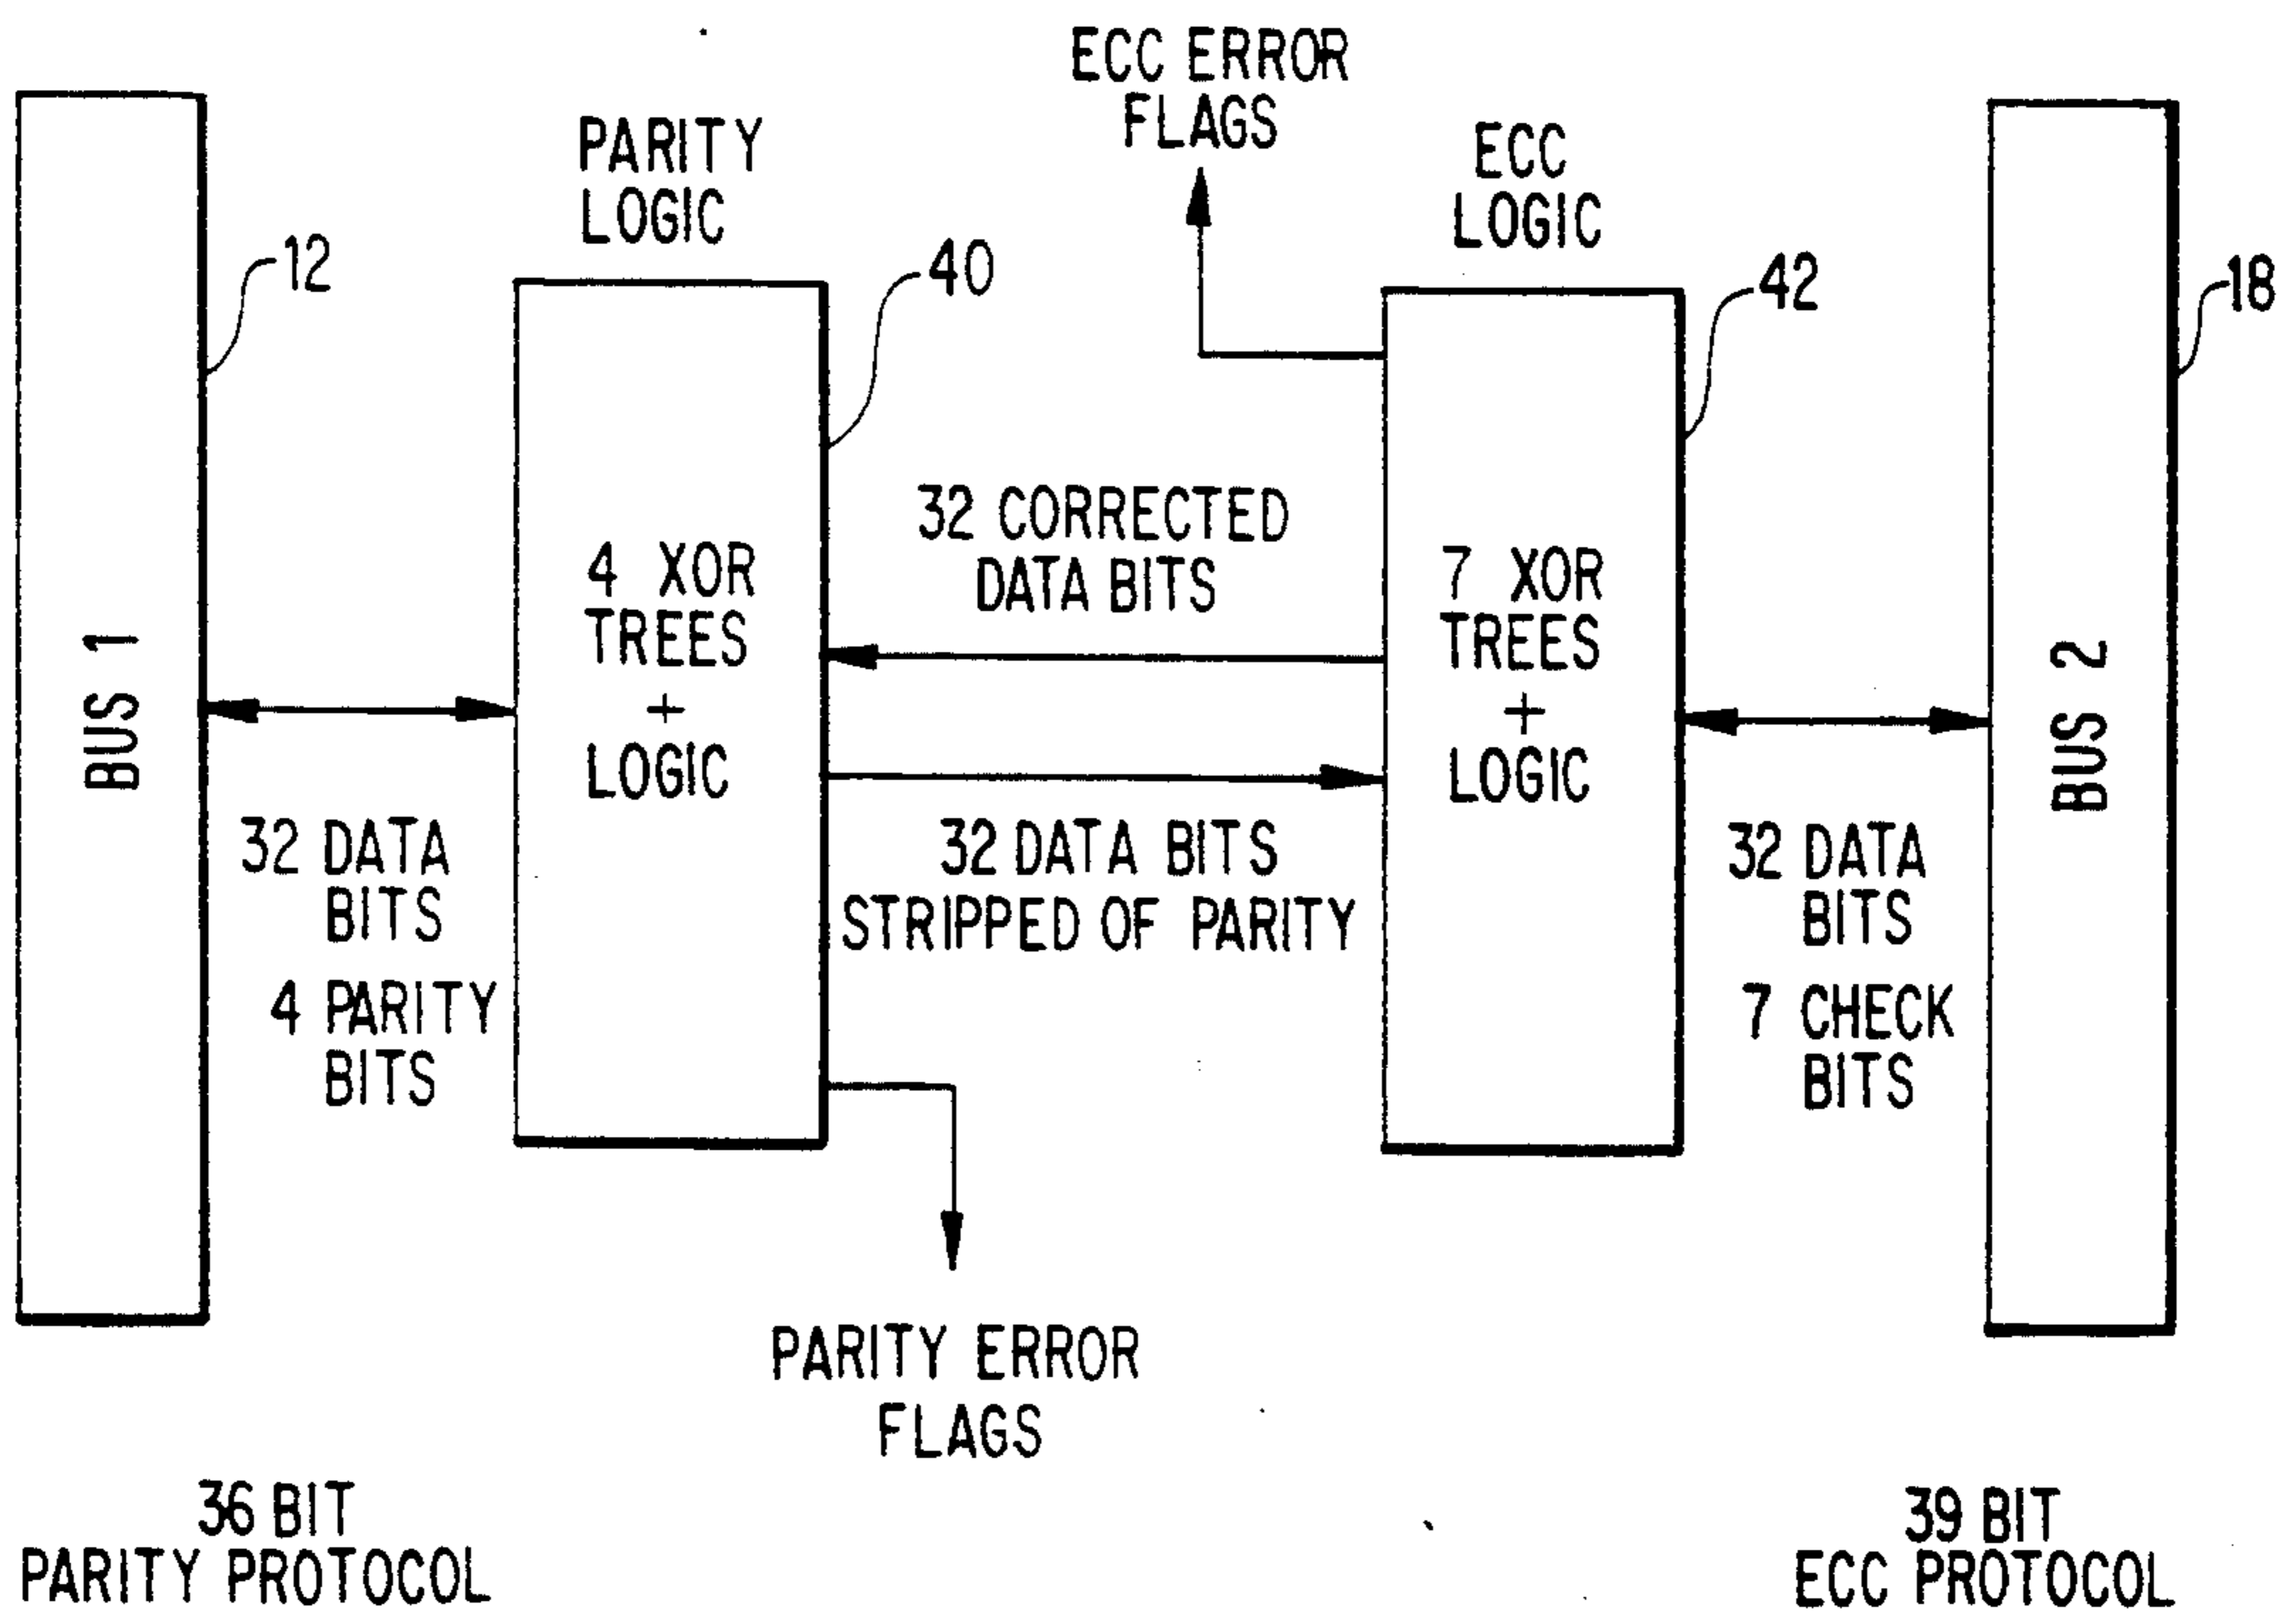 ECC ERROR
FLAGS
PARITY
LOGIC
ECC
LOGIC
12
40
42
18
BUS 1
4 XOR
TREES
+
LOGIC
32 CORRECTED
DATA BITS
7 XOR
TREES
+
LOGIC
BUS 2
32 DATA
BITS
4 PARITY
BITS
32 DATA BITS
STRIPPED OF PARITY
32 DATA
BITS
7 CHECK
BITS
PARITY ERROR
FLAGS
36 BIT
PARITY PROTOCOL
39 BIT
ECC PROTOCOL